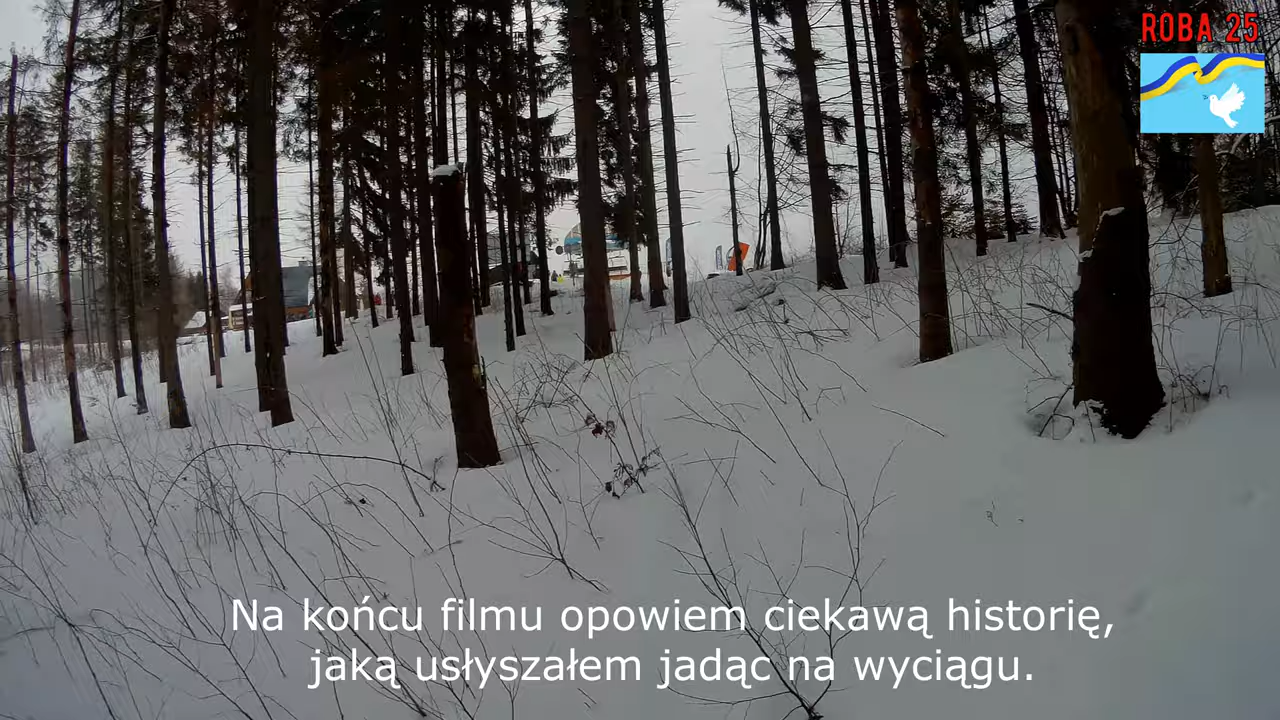 ROBA 25
Na końcu filmu opowiem ciekawą historię,
jaką usłyszałem jadąc na wyciągu.